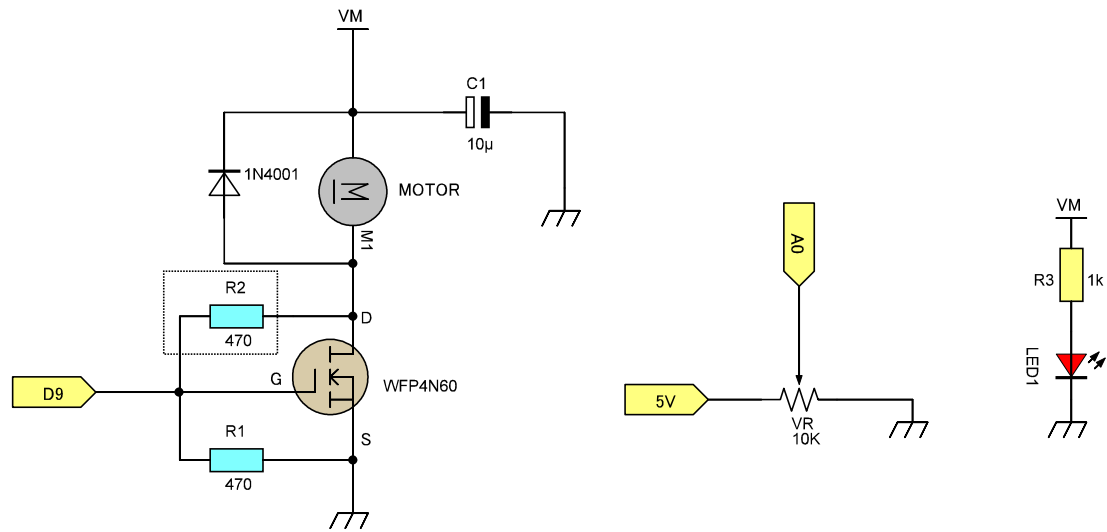 VM
C1
10µ
1N4001
MOTOR
M
M1
R2
470
D
G
WFP4N60
D9
R1
470
S
A0
5V
VR
10K
VM
R3
1k
LED1